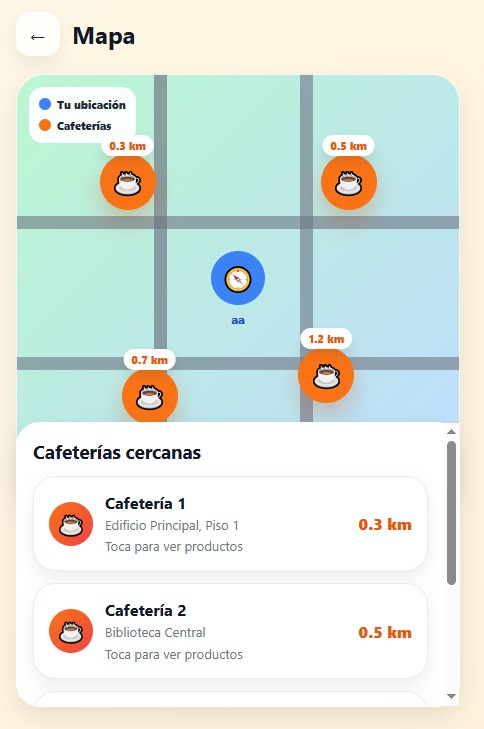 ← Mapa
Tu ubicación
Cafeterías
0.3 km
0.5 km
aa
1.2 km
0.7 km
Cafeterías cercanas
Cafetería 1
Edificio Principal, Piso 1
0.3 km
Toca para ver productos
Cafetería 2
Biblioteca Central
0.5 km
Toca para ver productos